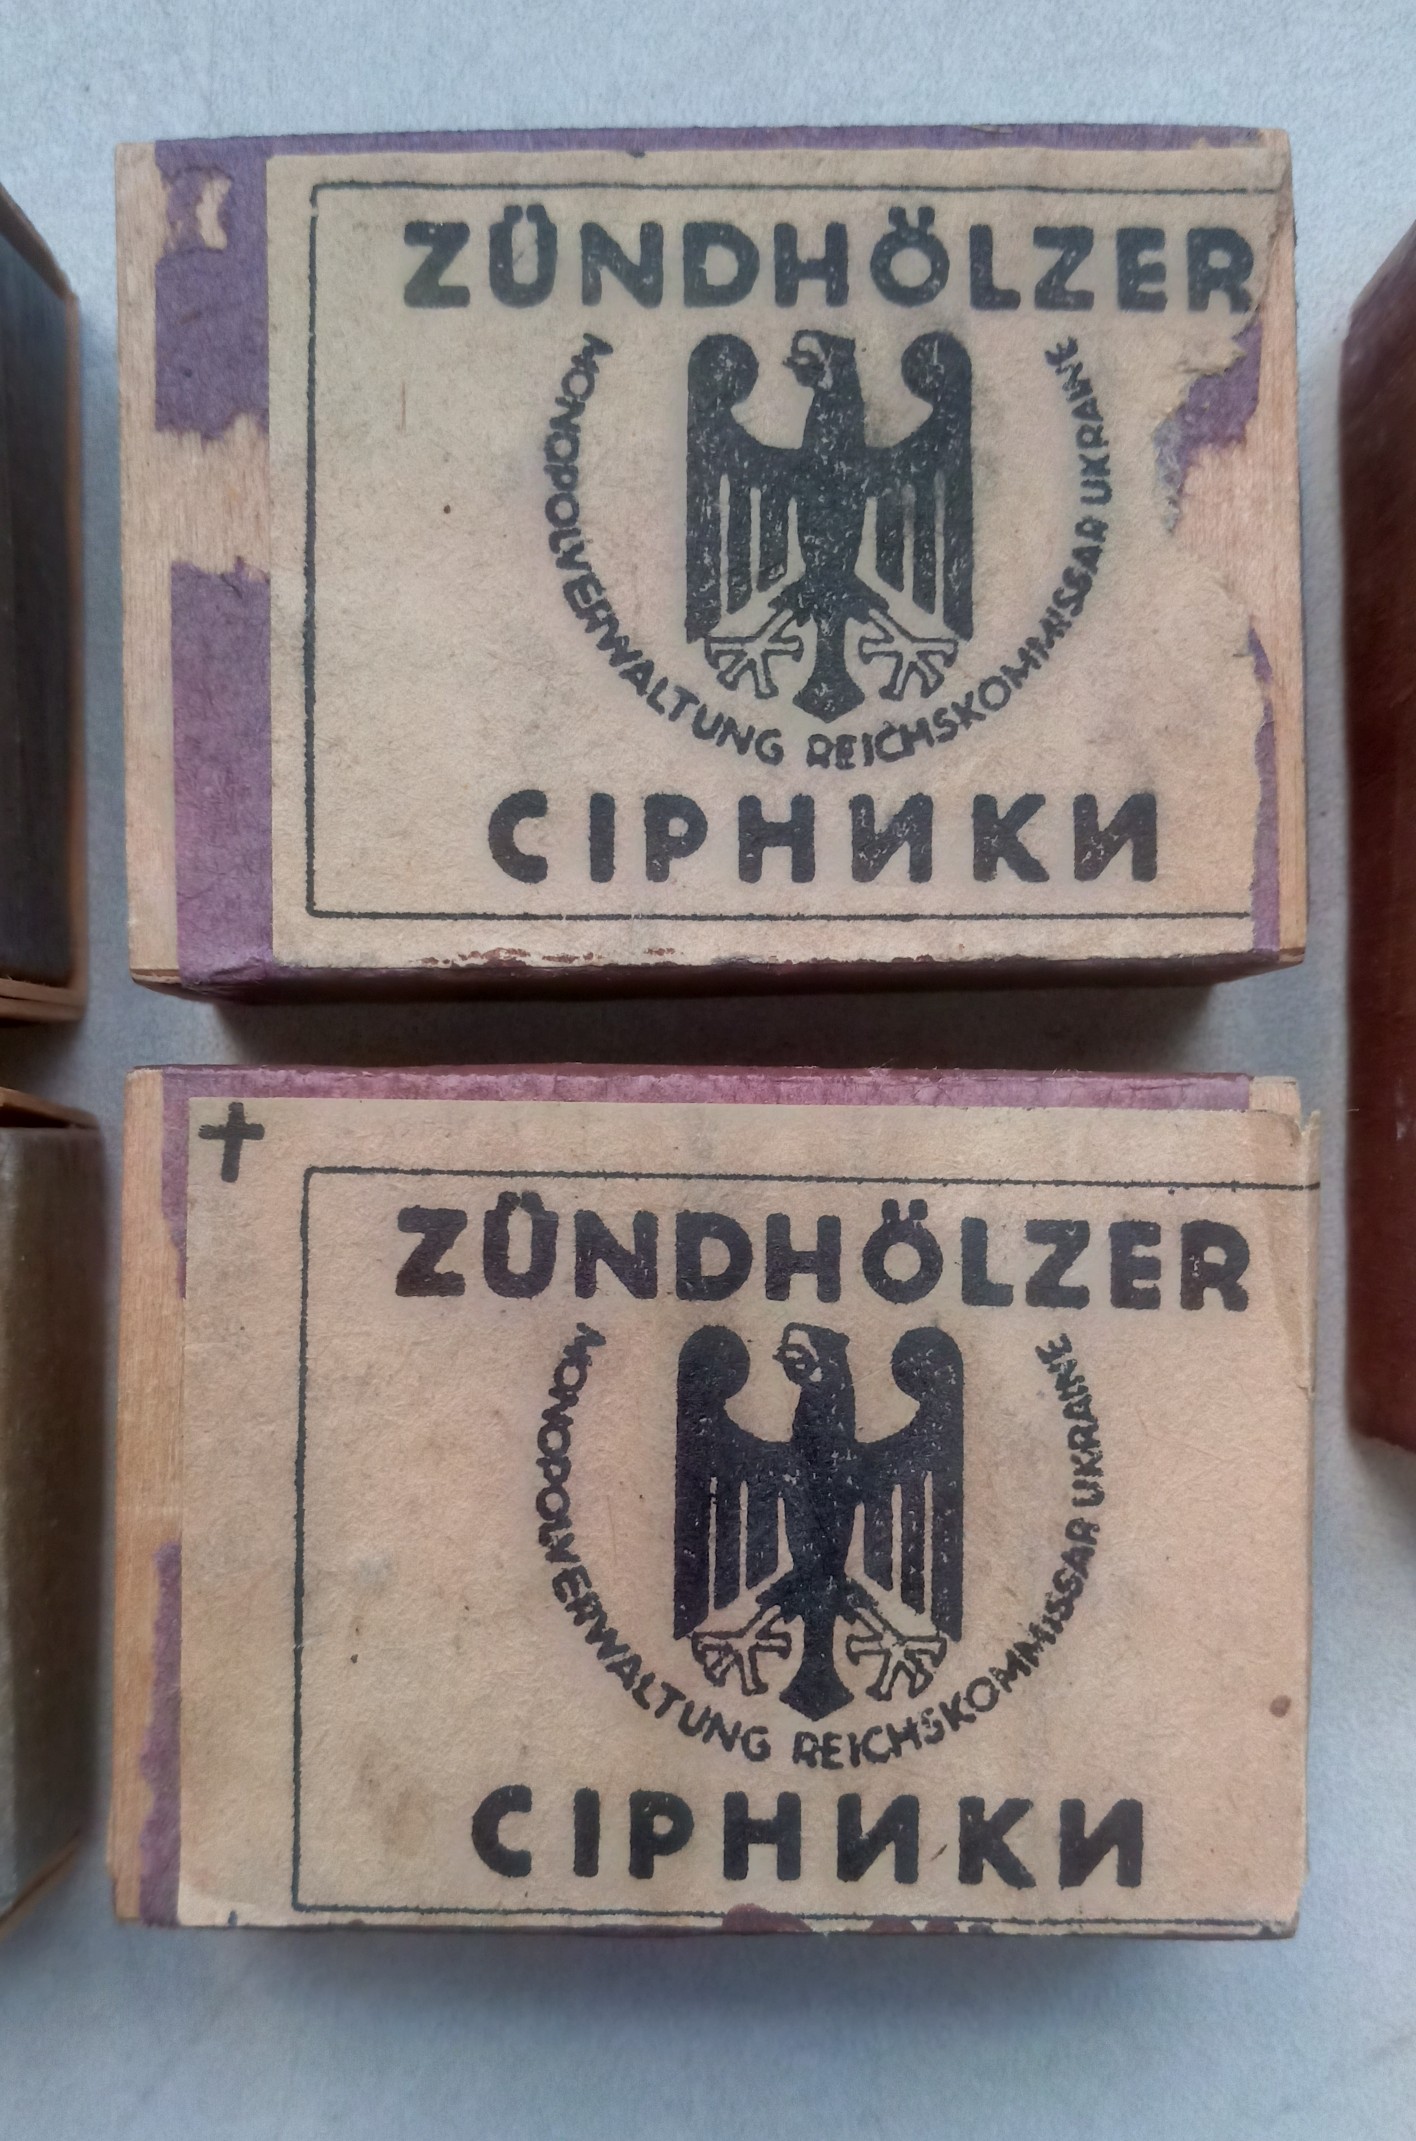 ZÜNDHÖLZER
MONOPOLVERWALTUNG REICHSKOMMISSAR UKRAINE
СІРНИКИ
ZÜNDHÖLZER
MONOPOLVERWALTUNG REICHSKOMMISSAR UKRAINE
СІРНИКИ